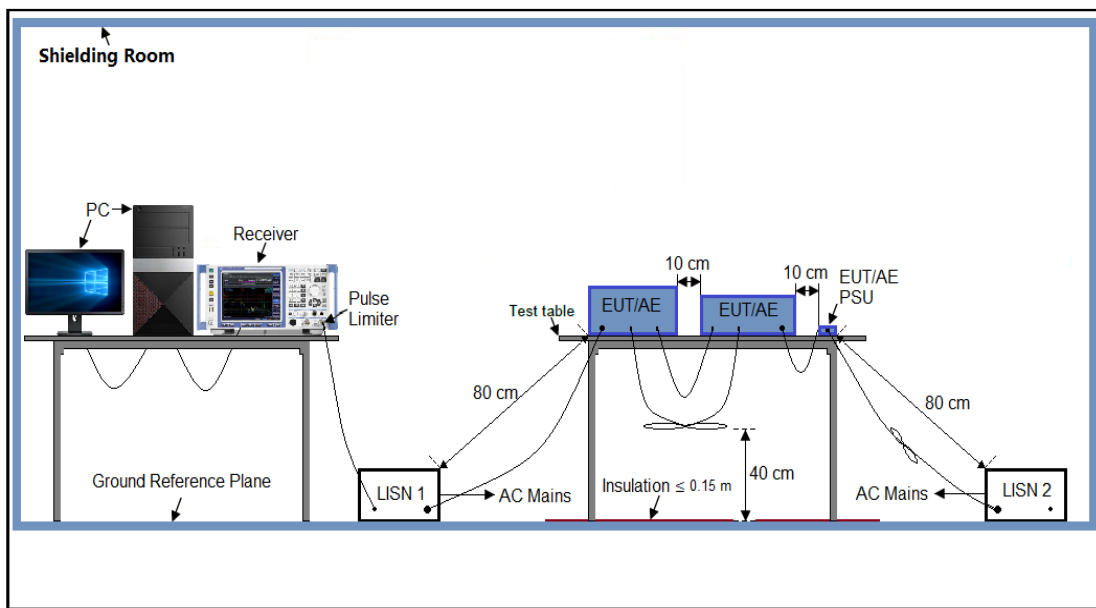 Shielding Room
PC
Receiver
Pulse
Limiter
10 cm
10 cm
EUT/AE
PSU
EUT/AE
EUT/AE
Test table
80 cm
80 cm
40 cm
Ground Reference Plane
LISN 1
AC Mains
Insulation ≤ 0.15 m
AC Mains
LISN 2